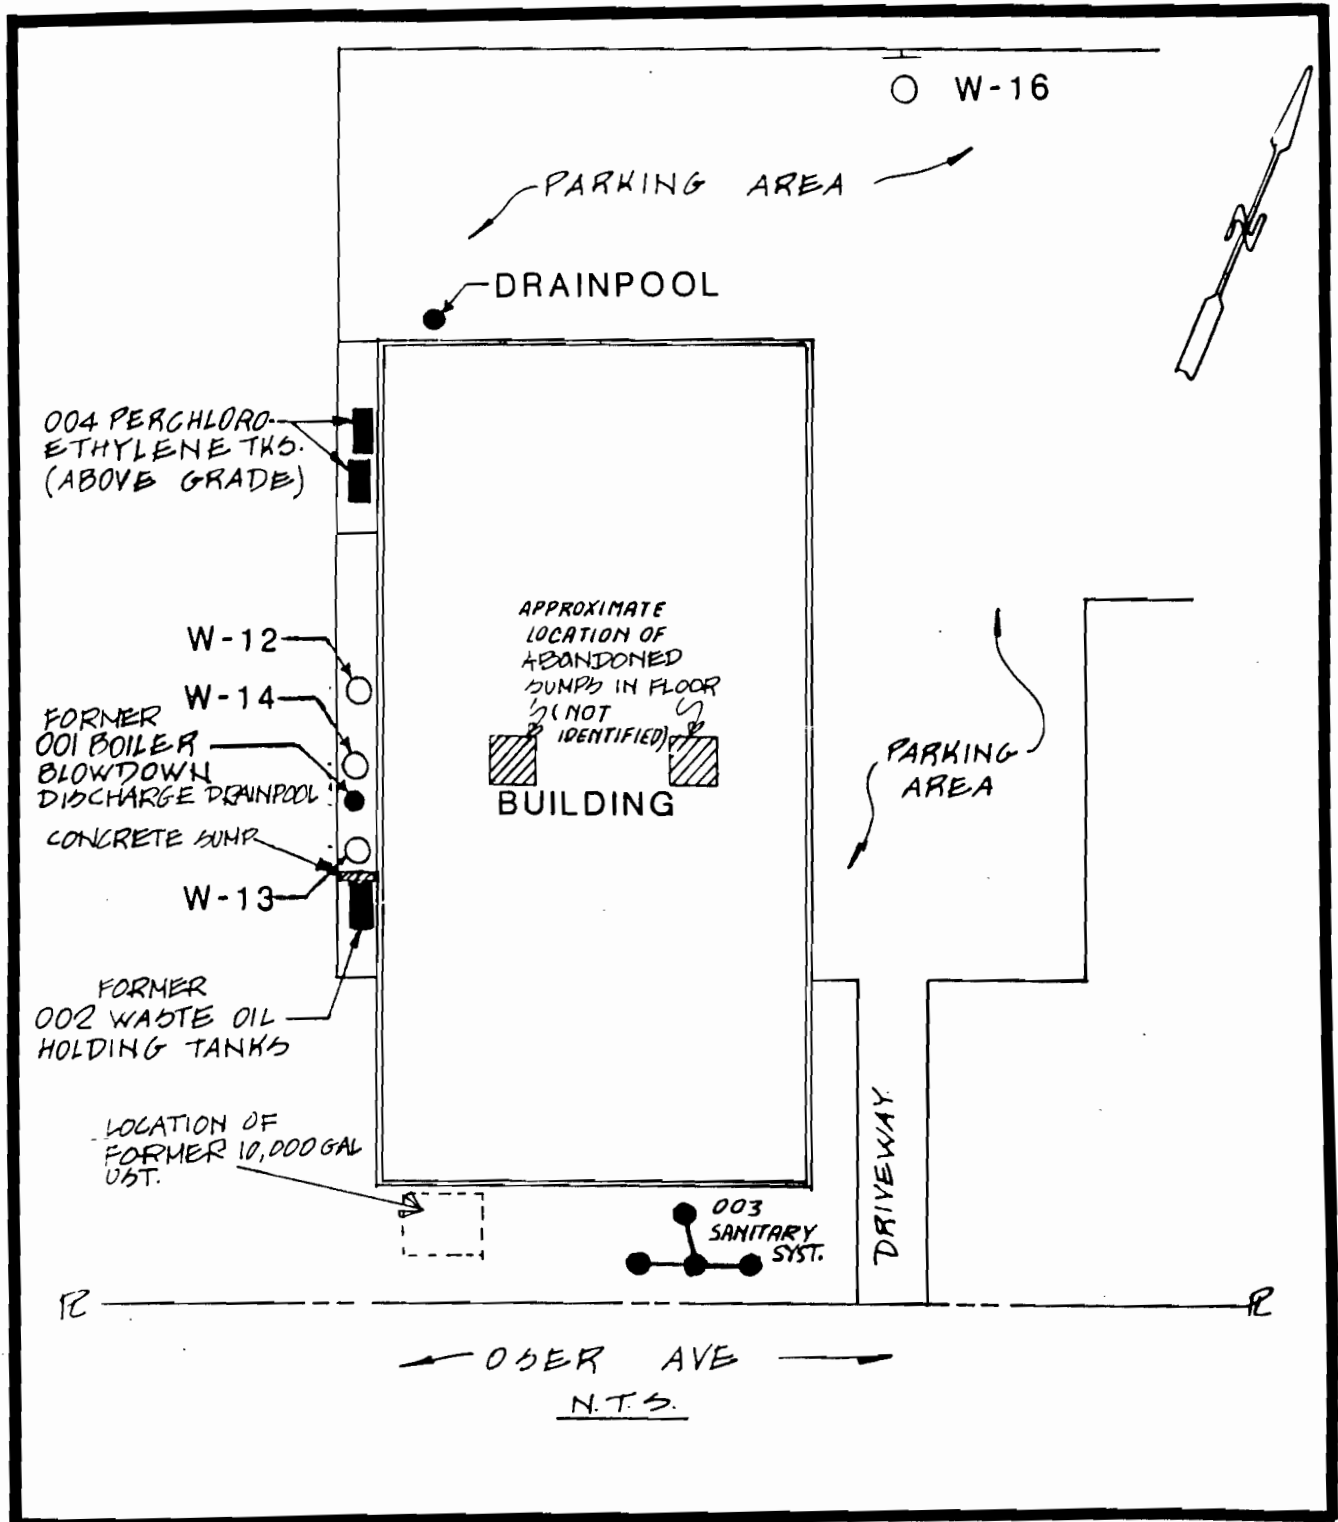 W-16
PARKING AREA
N
DRAINPOOL
004 PERCHLORO-
ETHYLENE TKS.
(ABOVE GRADE)
APPROXIMATE
LOCATION OF
ABANDONED
SUMPS IN FLOOR
(NOT
IDENTIFIED)
W-12
W-14
FORMER
001 BOILER
BLOWDOWN
DISCHARGE DRAINPOOL
CONCRETE SUMP
W-13
BUILDING
PARKING
AREA
FORMER
002 WASTE OIL
HOLDING TANKS
LOCATION OF
FORMER 10,000 GAL
UST.
003
SANITARY
SYST.
DRIVEWAY
PL
PL
OSER AVE
N.T.S.